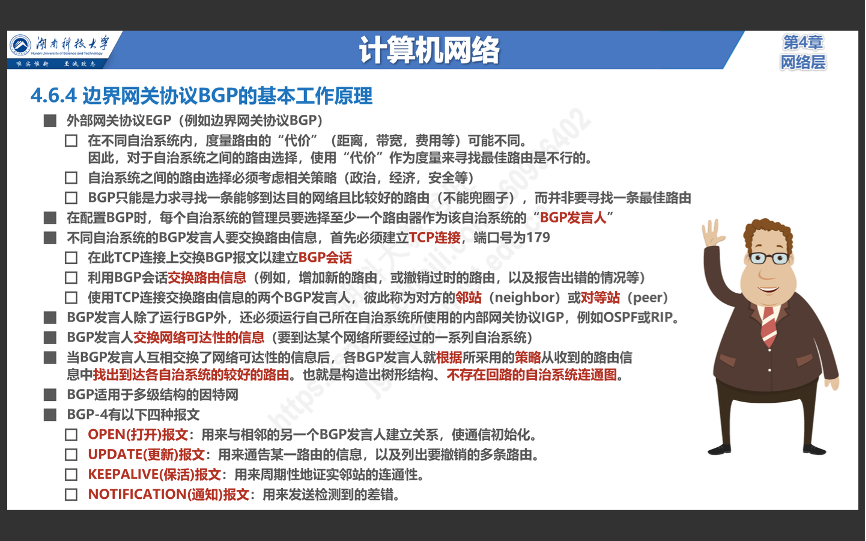 湖南科技大学
Hunan University of Science and Technology
唯实惟新 至诚致志
计算机网络
第4章
网络层
4.6.4 边界网关协议BGP的基本工作原理
外部网关协议EGP（例如边界网关协议BGP）
在不同自治系统内，度量路由的“代价”（距离，带宽，费用等）可能不同。
因此，对于自治系统之间的路由选择，使用“代价”作为度量来寻找最佳路由是不行的。
自治系统之间的路由选择必须考虑相关策略（政治，经济，安全等）
BGP只能是力求寻找一条能够到达目的网络且比较好的路由（不能兜圈子），而并非要寻找一条最佳路由
在配置BGP时，每个自治系统的管理员要选择至少一个路由器作为该自治系统的“BGP发言人”
不同自治系统的BGP发言人要交换路由信息，首先必须建立TCP连接，端口号为179
在此TCP连接上交换BGP报文以建立BGP会话
利用BGP会话交换路由信息（例如，增加新的路由，或撤销过时的路由，以及报告出错的情况等）
使用TCP连接交换路由信息的两个BGP发言人，彼此称为对方的邻站（neighbor）或对等站（peer）
BGP发言人除了运行BGP外，还必须运行自己所在自治系统所使用的内部网关协议IGP，例如OSPF或RIP。
BGP发言人交换网络可达性的信息（要到达某个网络所要经过的一系列自治系统）
当BGP发言人互相交换了网络可达性的信息后，各BGP发言人就根据所采用的策略从收到的路由信
息中找出到达各自治系统的较好的路由。也就是构造出树形结构、不存在回路的自治系统连通图。
BGP适用于多级结构的因特网
BGP-4有以下四种报文
OPEN(打开)报文：用来与相邻的另一个BGP发言人建立关系，使通信初始化。
UPDATE(更新)报文：用来通告某一路由的信息，以及列出要撤销的多条路由。
KEEPALIVE(保活)报文：用来周期性地证实邻站的连通性。
NOTIFICATION(通知)报文：用来发送检测到的差错。